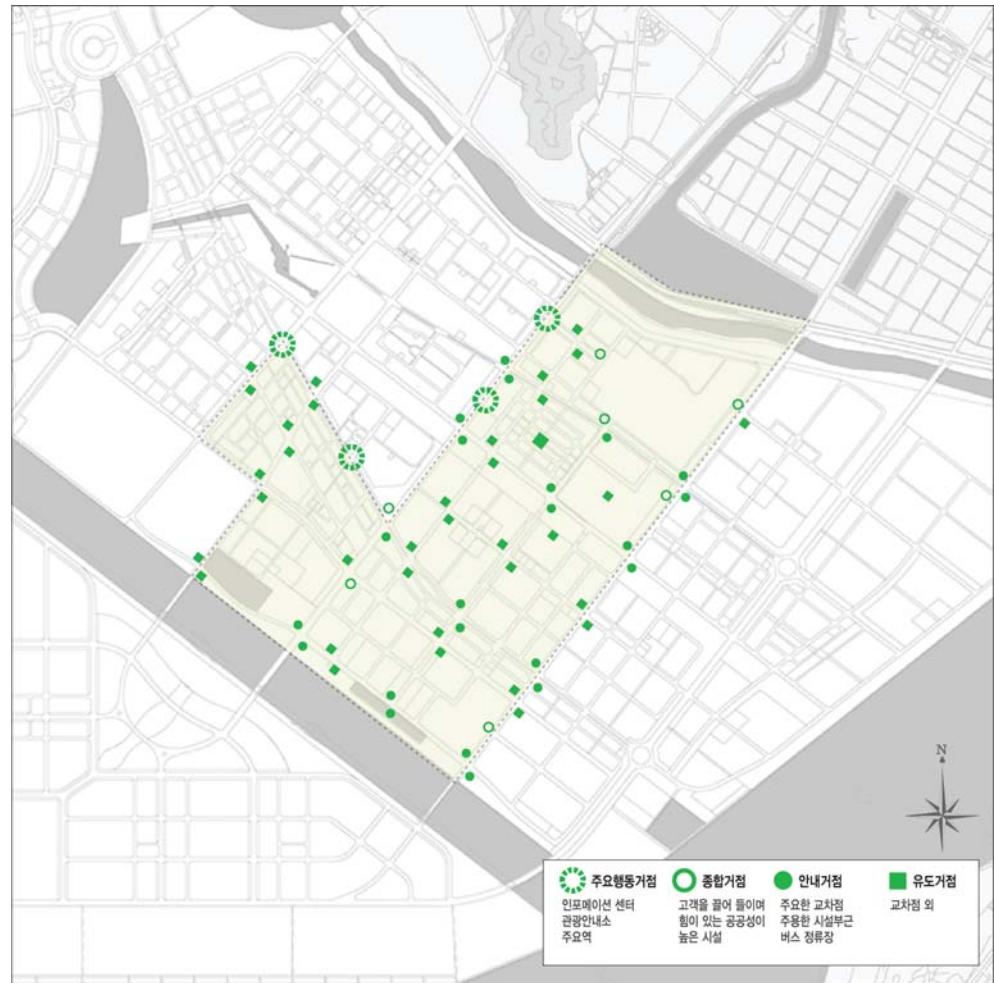 N
주요행동거점
인포메이션 센터
관광안내소
주요역
종합거점
고객을 끌어 들이며
힘이 있는 공공성이
높은 시설
안내거점
주요한 교차점
주용한 시설부근
버스 정류장
유도거점
교차점 외